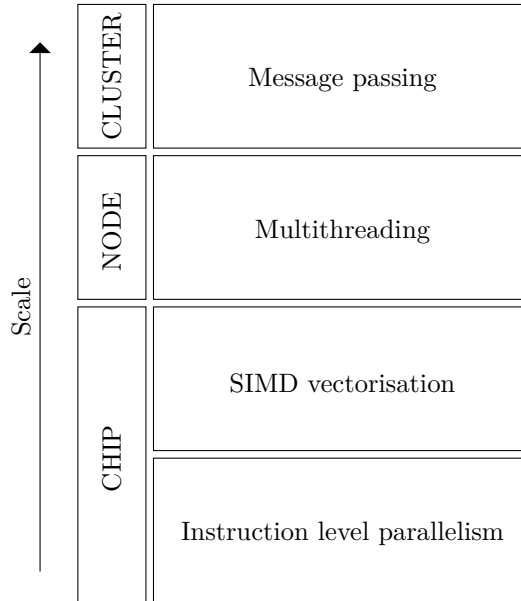 CLUSTER
Message passing
NODE
Multithreading
Scale
CHIP
SIMD vectorisation
Instruction level parallelism